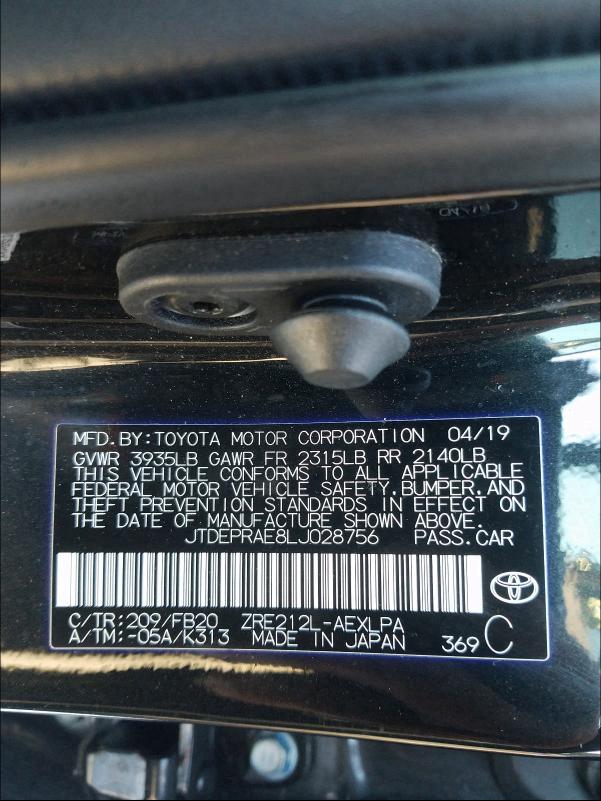 MFD.BY:TOYOTA MOTOR CORPORATION 04/19
GVWR 3935LB GAWR FR 2315LB RR 2140LB
THIS VEHICLE CONFORMS TO ALL APPLICABLE
FEDERAL MOTOR VEHICLE SAFETY,BUMPER,AND
THEFT PREVENTION STANDARDS IN EFFECT ON
THE DATE OF MANUFACTURE SHOWN ABOVE.
JTDEPRAE8LJ028756 PASS.CAR
C/TR:209/FB20 ZRE212L-AEXLPA
A/TM:-05A/K313 MADE IN JAPAN 369 C